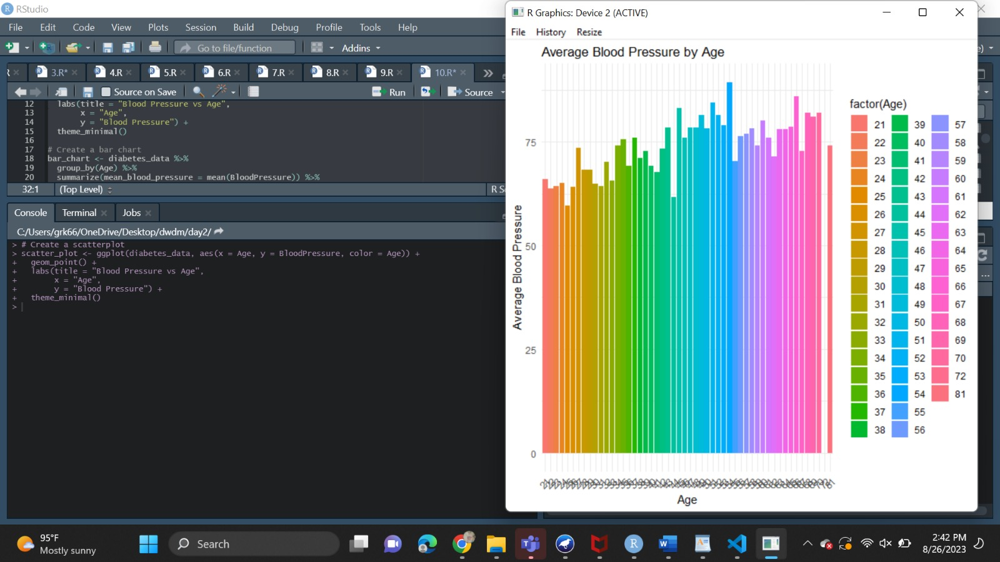 RStudio
File Edit Code View Plots Session Build Debug Profile Tools Help
Go to file/function Addins
3.R* 4.R 5.R 6.R 7.R 8.R 9.R 10.R*
Source on Save Run Source
12 labs(title = "Blood Pressure vs Age",
13 x = "Age",
14 y = "Blood Pressure") +
15 theme_minimal()
16
17 # Create a bar chart
18 bar_chart <- diabetes_data %>%
19 group_by(Age) %>%
20 summarize(mean_blood_pressure = mean(BloodPressure)) %>%
32:1 (Top Level) R S
Console Terminal Jobs
C:/Users/grk66/OneDrive/Desktop/dwdm/day2/
> # Create a scatterplot
> scatter_plot <- ggplot(diabetes_data, aes(x = Age, y = BloodPressure, color = Age)) +
+ geom_point() +
+ labs(title = "Blood Pressure vs Age",
+ x = "Age",
+ y = "Blood Pressure") +
+ theme_minimal()
>
R Graphics: Device 2 (ACTIVE)
File History Resize
Average Blood Pressure by Age
Average Blood Pressure
75
50
25
0
Age
factor(Age)
21 39 57
22 40 58
23 41 59
24 42 60
25 43 61
26 44 62
27 45 63
28 46 64
29 47 65
30 48 66
31 49 67
32 50 68
33 51 69
34 52 70
35 53 72
36 54 81
37 55
38 56
95°F
Mostly sunny
Search
2:42 PM
8/26/2023